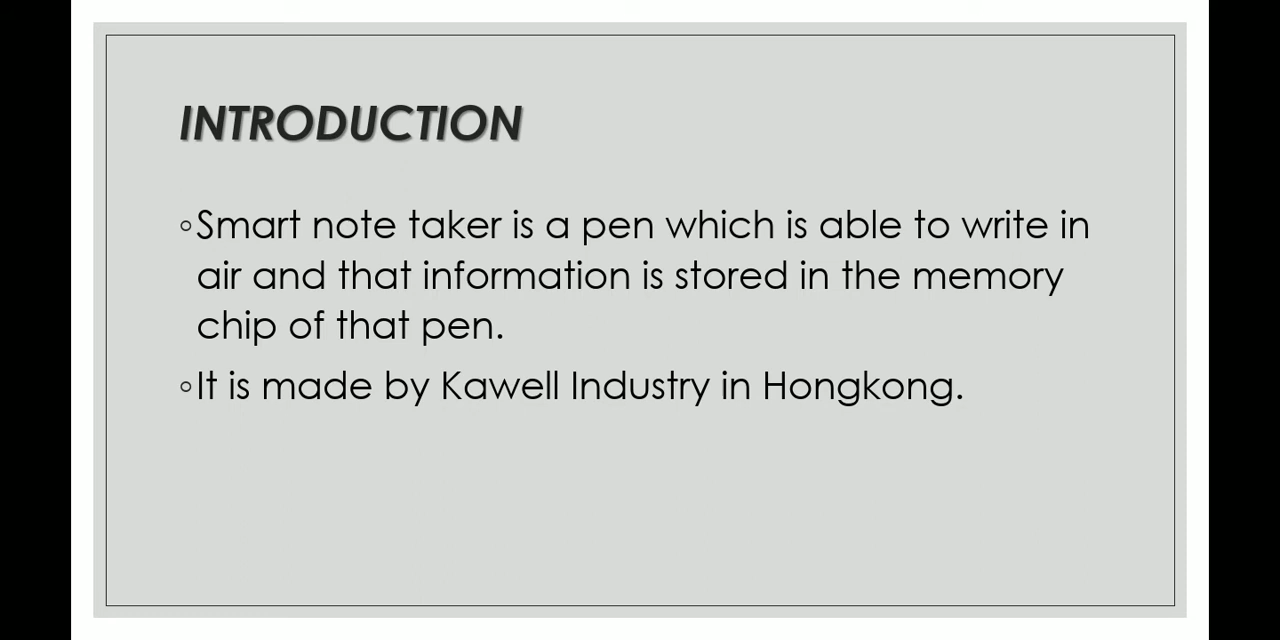 INTRODUCTION
◦Smart note taker is a pen which is able to write in
air and that information is stored in the memory
chip of that pen.
◦It is made by Kawell Industry in Hongkong.